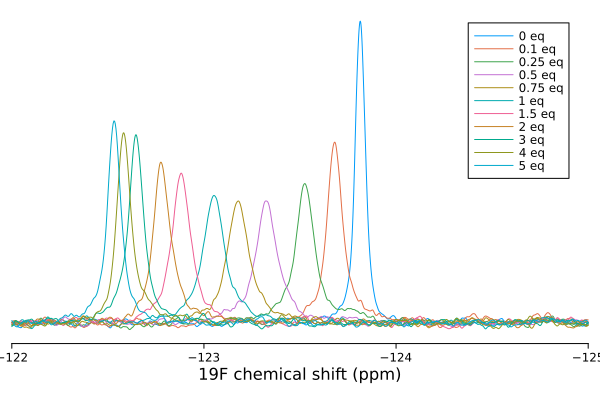 0 eq
0.1 eq
0.25 eq
0.5 eq
0.75 eq
1 eq
1.5 eq
2 eq
3 eq
4 eq
5 eq
−122 −123 −124 −125
19F chemical shift (ppm)